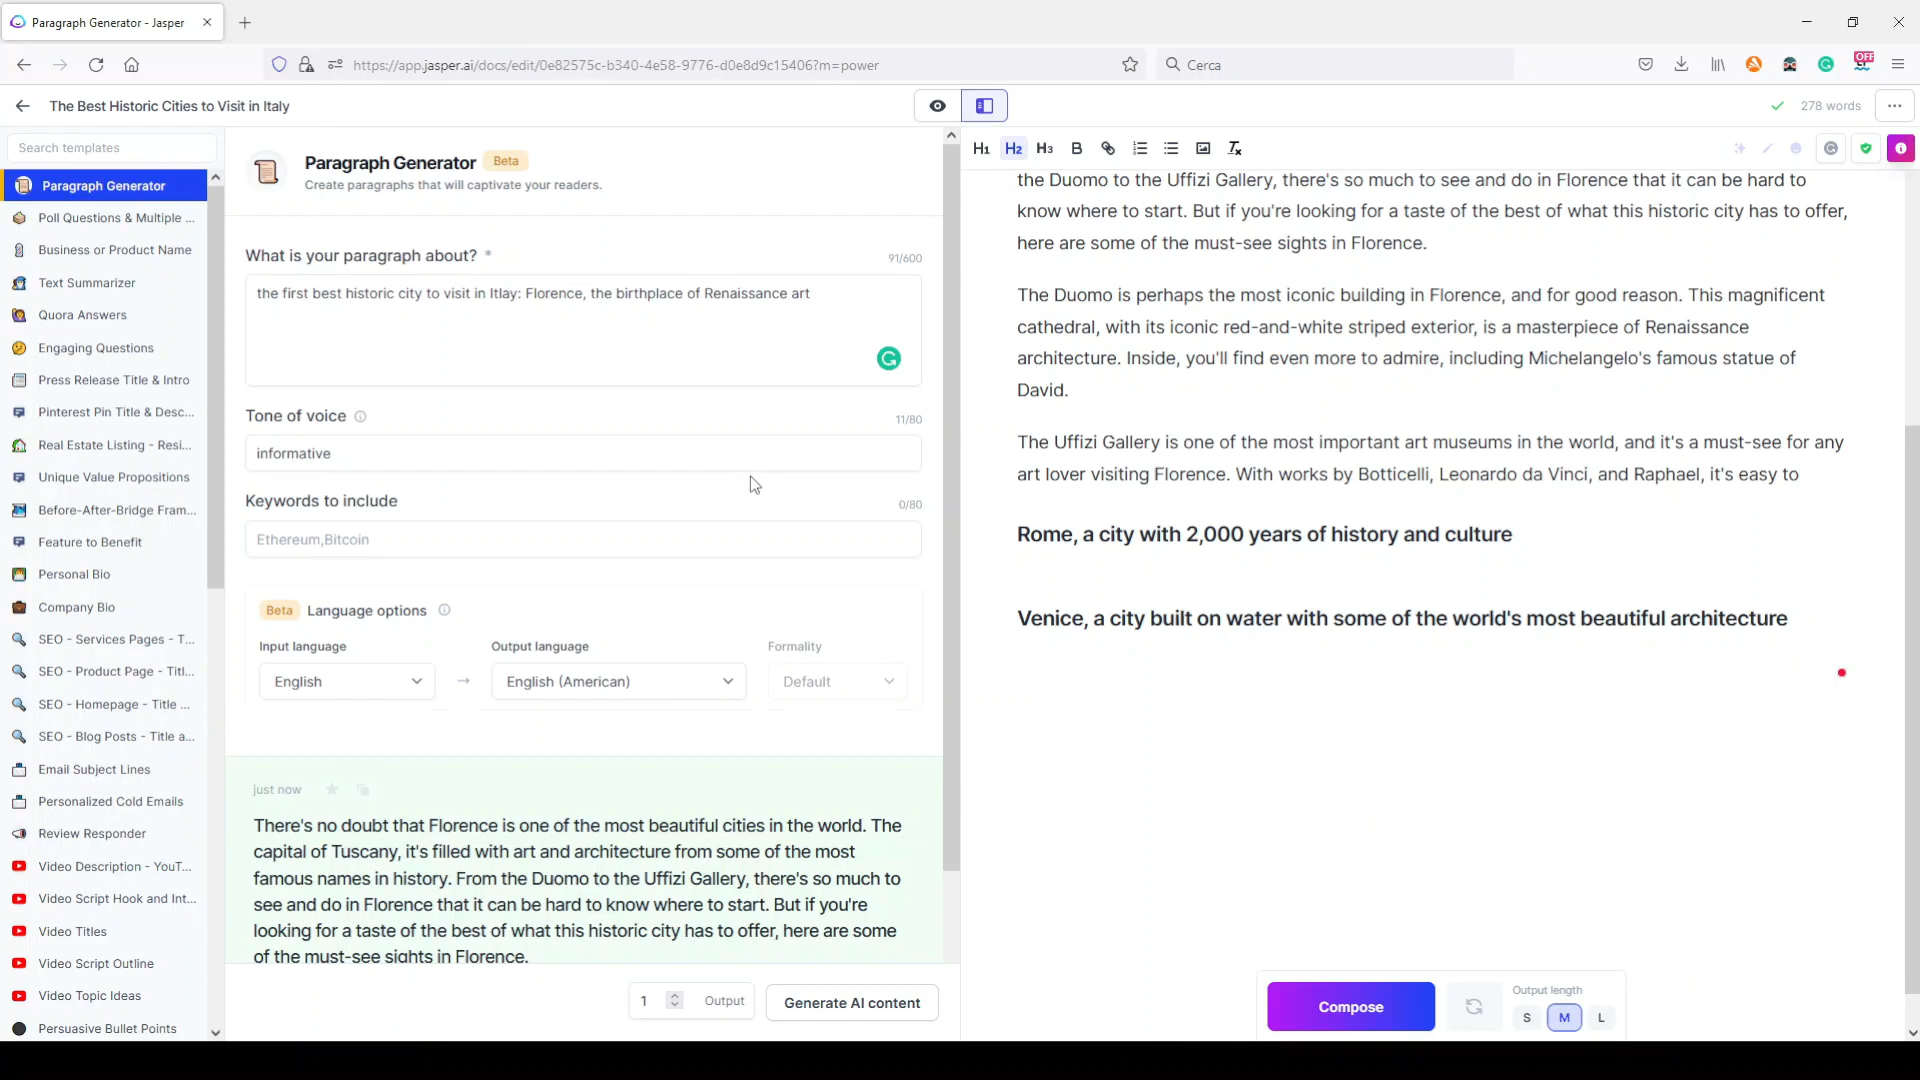 Paragraph Generator - Jasper
https://app.jasper.ai/docs/edit/0e82575c-b340-4e58-9776-d0e8d9c15406?m=power
Cerca
OFF
The Best Historic Cities to Visit in Italy
278 words
Search templates
Paragraph Generator
Poll Questions & Multiple ...
Business or Product Name
Text Summarizer
Quora Answers
Engaging Questions
Press Release Title & Intro
Pinterest Pin Title & Desc...
Real Estate Listing - Resi...
Unique Value Propositions
Before-After-Bridge Fram...
Feature to Benefit
Personal Bio
Company Bio
SEO - Services Pages - T...
SEO - Product Page - Titl...
SEO - Homepage - Title ...
SEO - Blog Posts - Title a...
Email Subject Lines
Personalized Cold Emails
Review Responder
Video Description - YouT...
Video Script Hook and Int...
Video Titles
Video Script Outline
Video Topic Ideas
Persuasive Bullet Points
Paragraph Generator Beta
Create paragraphs that will captivate your readers.
What is your paragraph about? *
91/600
the first best historic city to visit in Itlay: Florence, the birthplace of Renaissance art
Tone of voice
11/80
informative
Keywords to include
0/80
Ethereum,Bitcoin
Beta Language options
Input language Output language Formality
English English (American) Default
just now
There's no doubt that Florence is one of the most beautiful cities in the world. The
capital of Tuscany, it's filled with art and architecture from some of the most
famous names in history. From the Duomo to the Uffizi Gallery, there's so much to
see and do in Florence that it can be hard to know where to start. But if you're
looking for a taste of the best of what this historic city has to offer, here are some
of the must-see sights in Florence.
1 Output Generate AI content
H1 H2 H3 B
the Duomo to the Uffizi Gallery, there's so much to see and do in Florence that it can be hard to
know where to start. But if you're looking for a taste of the best of what this historic city has to offer,
here are some of the must-see sights in Florence.
The Duomo is perhaps the most iconic building in Florence, and for good reason. This magnificent
cathedral, with its iconic red-and-white striped exterior, is a masterpiece of Renaissance
architecture. Inside, you'll find even more to admire, including Michelangelo's famous statue of
David.
The Uffizi Gallery is one of the most important art museums in the world, and it's a must-see for any
art lover visiting Florence. With works by Botticelli, Leonardo da Vinci, and Raphael, it's easy to
Rome, a city with 2,000 years of history and culture
Venice, a city built on water with some of the world's most beautiful architecture
Compose
Output length
S M L